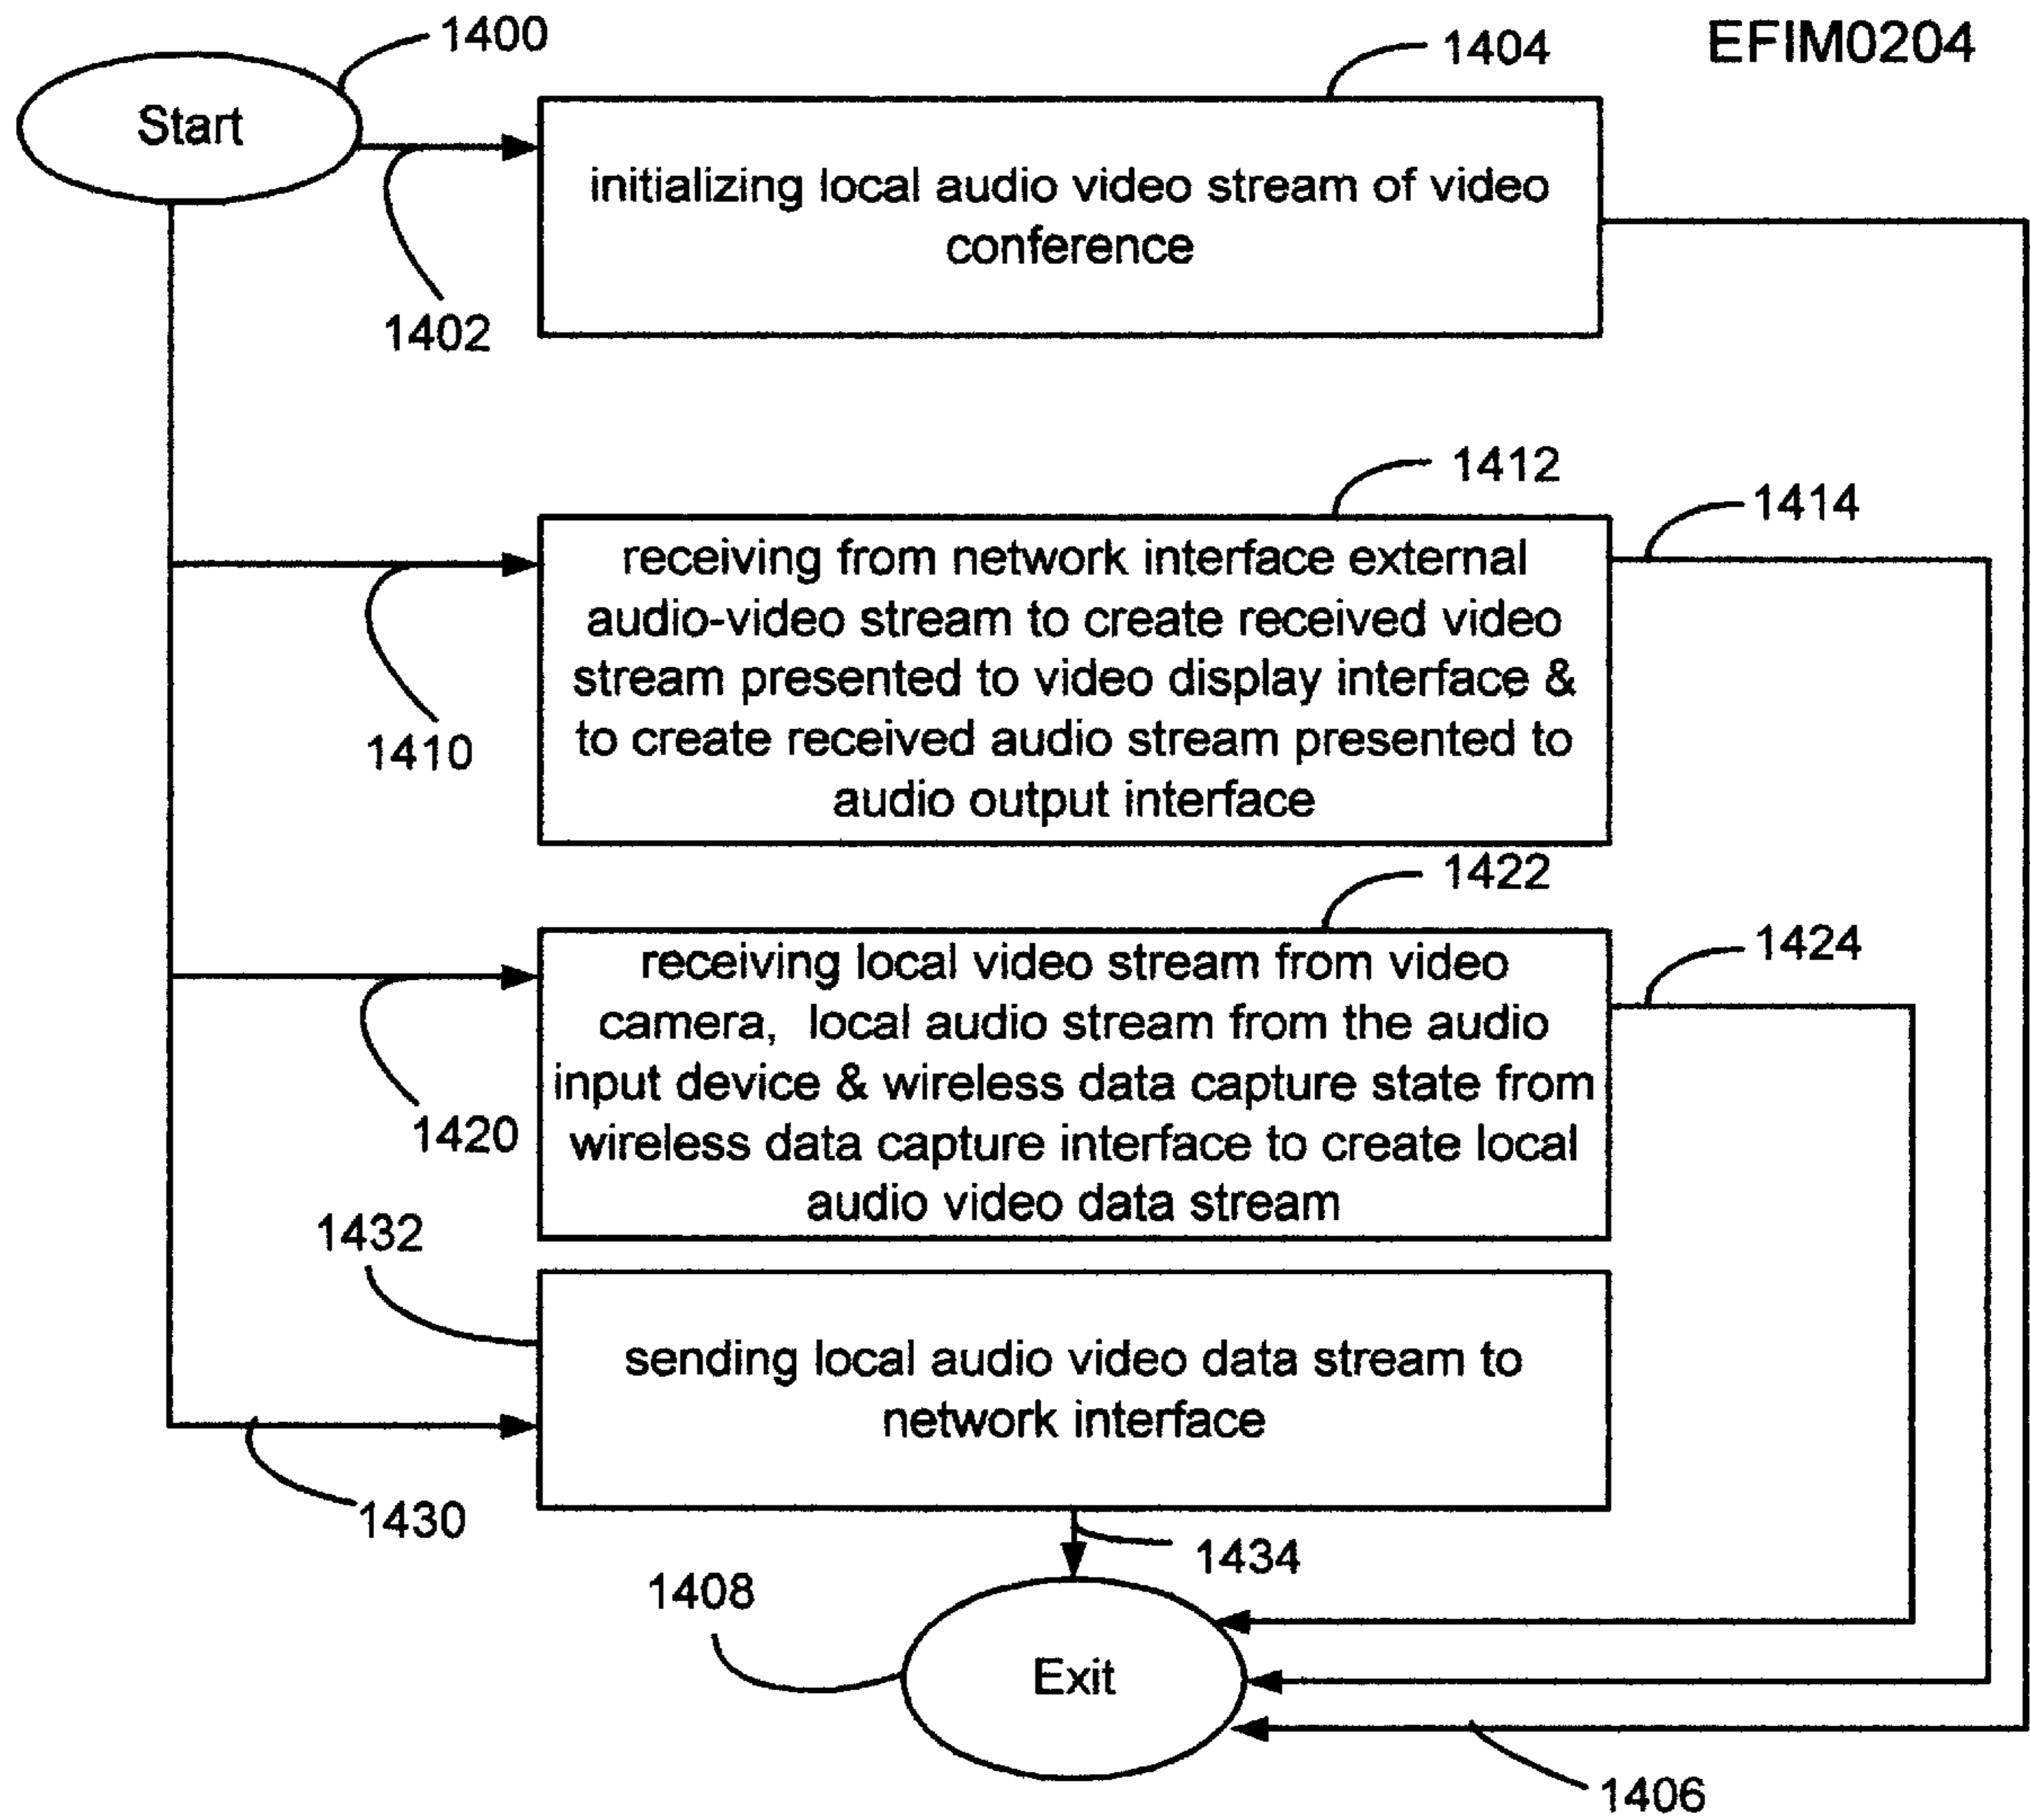 1400
1404
EFIM0204
Start
initializing local audio video stream of video
conference
1402
1412
1414
receiving from network interface external
audio-video stream to create received video
stream presented to video display interface &
to create received audio stream presented to
audio output interface
1410
1422
1424
receiving local video stream from video
camera, local audio stream from the audio
input device & wireless data capture state from
wireless data capture interface to create local
audio video data stream
1420
1432
sending local audio video data stream to
network interface
1430
1434
1408
Exit
1406